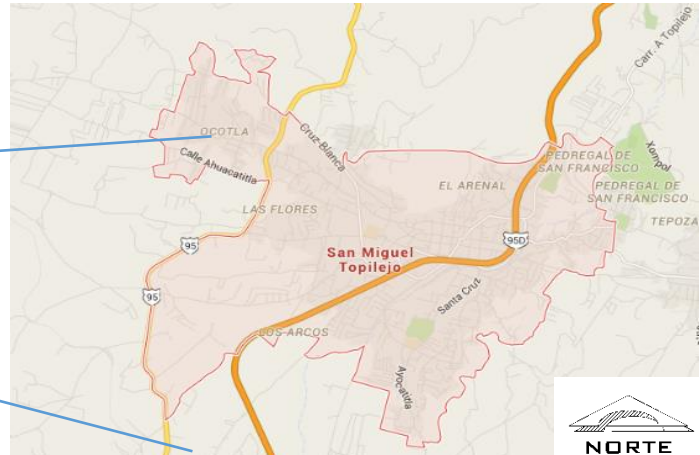 Carr. A Topilejo
OCOTLA
Cruz-Blanca
Calle Ahuacatitla
PEDREGAL DE
SAN FRANCISCO
Xompol
EL ARENAL
PEDREGAL DE
SAN FRANCISCO
LAS FLORES
TEPOZA
95
95D
San Miguel
Topilejo
95
Santa Cruz
LOS ARCOS
Ayocatitla
NORTE